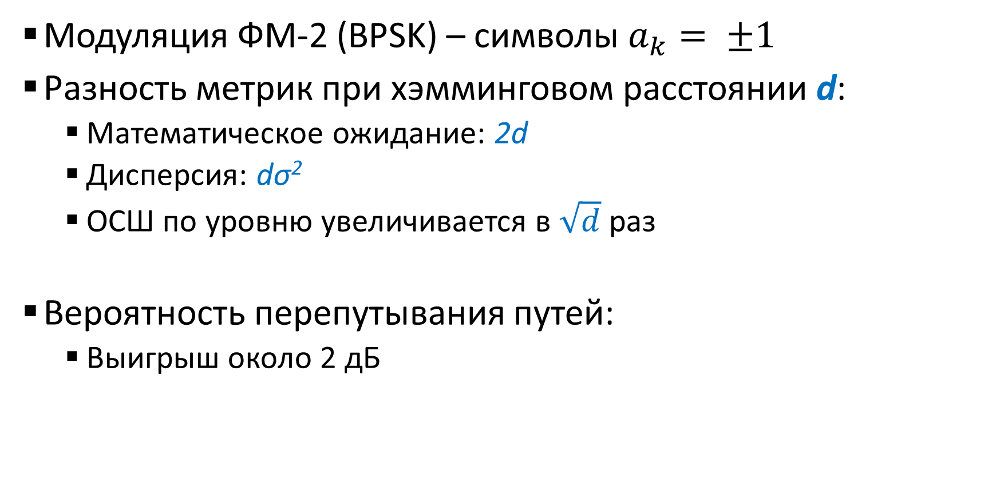 ▪ Модуляция ФМ-2 (BPSK) – символы $a_k = \pm 1$
▪ Разность метрик при хэмминговом расстоянии d:
▪ Математическое ожидание: 2d
▪ Дисперсия: dσ²
▪ ОСШ по уровню увеличивается в √d раз
▪ Вероятность перепутывания путей:
▪ Выигрыш около 2 дБ